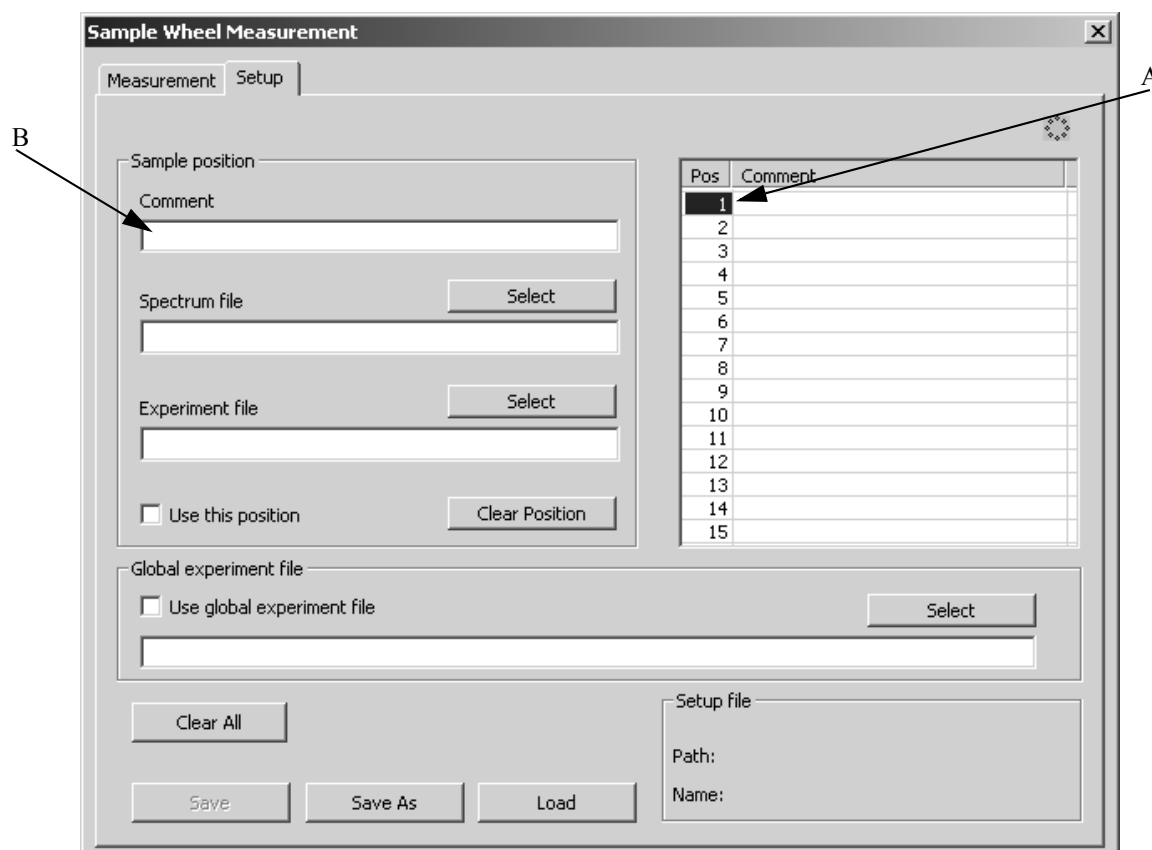 Sample Wheel Measurement
Measurement Setup
A
B
Sample position
Comment
Spectrum file Select
Experiment file Select
Use this position Clear Position
Pos Comment
1
2
3
4
5
6
7
8
9
10
11
12
13
14
15
Global experiment file
Use global experiment file Select
Clear All
Save Save As Load
Setup file
Path:
Name: